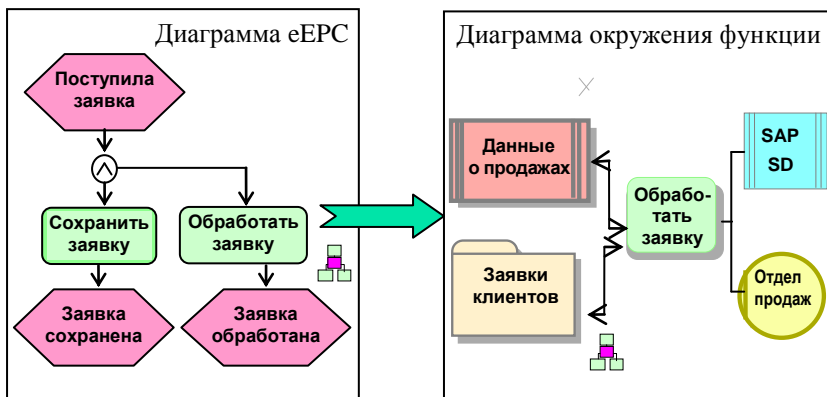 Диаграмма eEPC
Поступила
заявка
Сохранить
заявку
Обработать
заявку
Заявка
сохранена
Заявка
обработана
Диаграмма окружения функции
Данные
о продажах
Заявки
клиентов
Обрабо-
тать
заявку
SAP
SD
Отдел
продаж